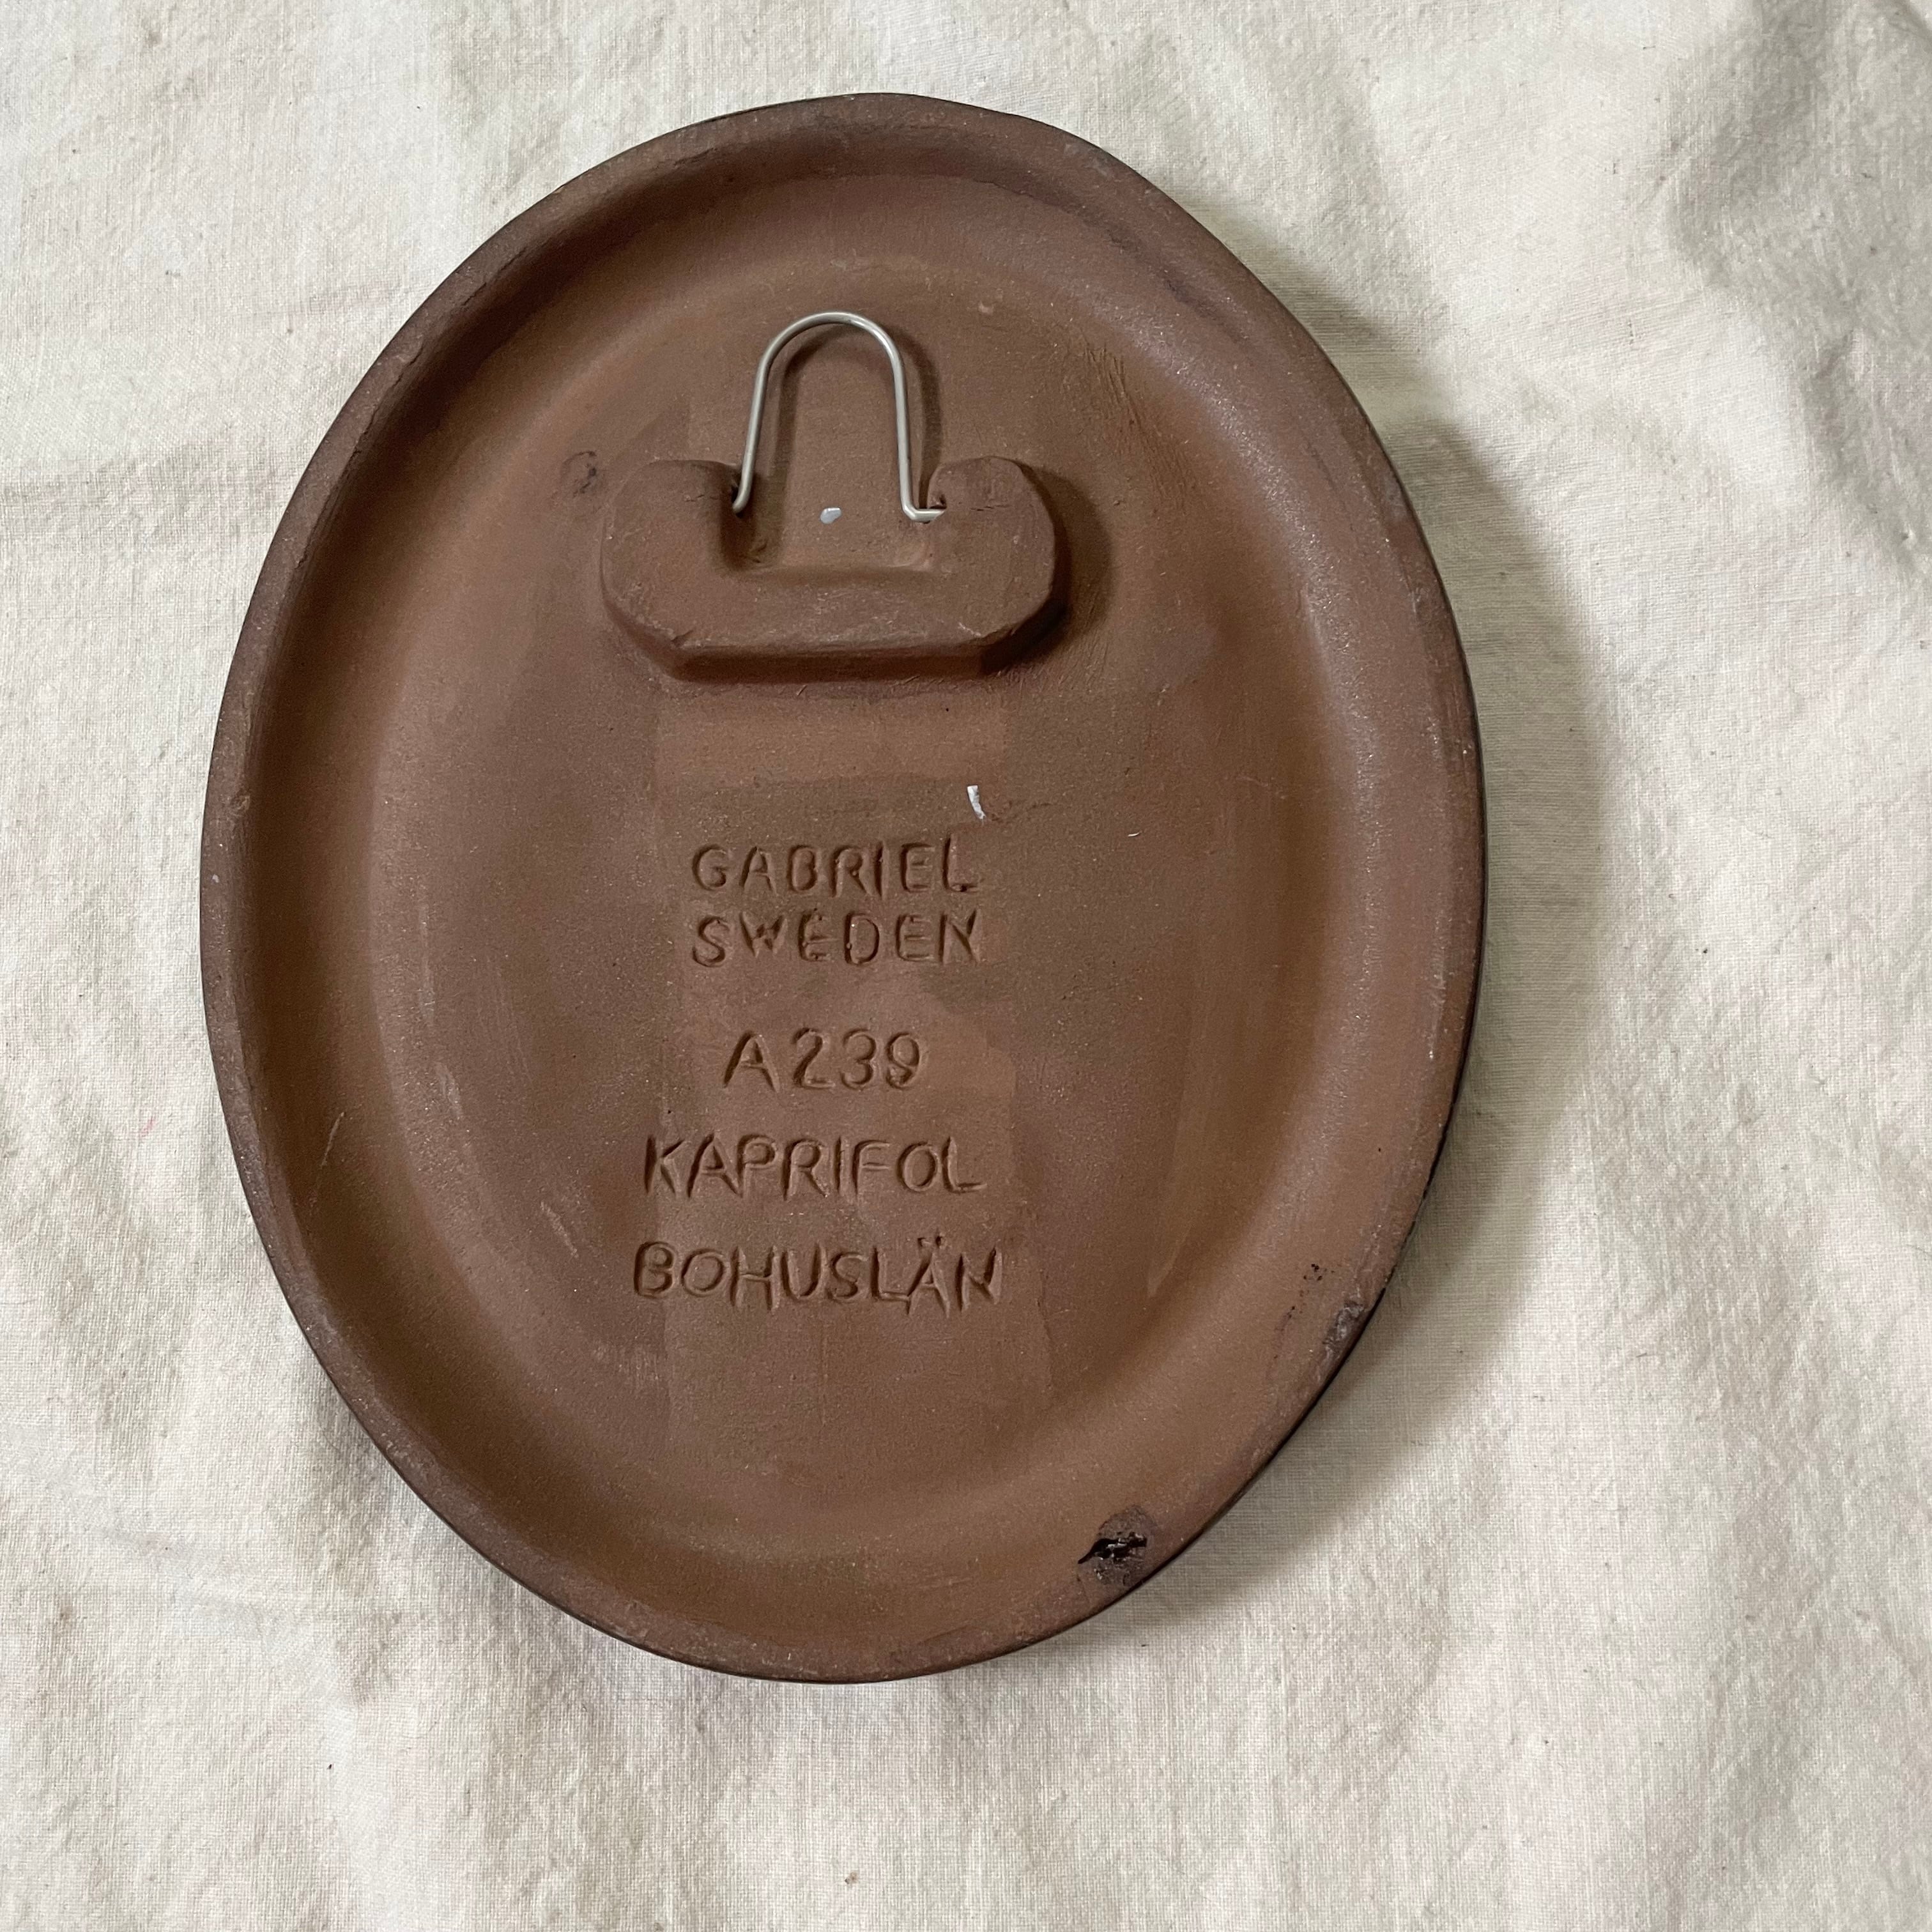 GABRIEL
SWEDEN
A239
KAPRIFOL
BOHUSLÄN